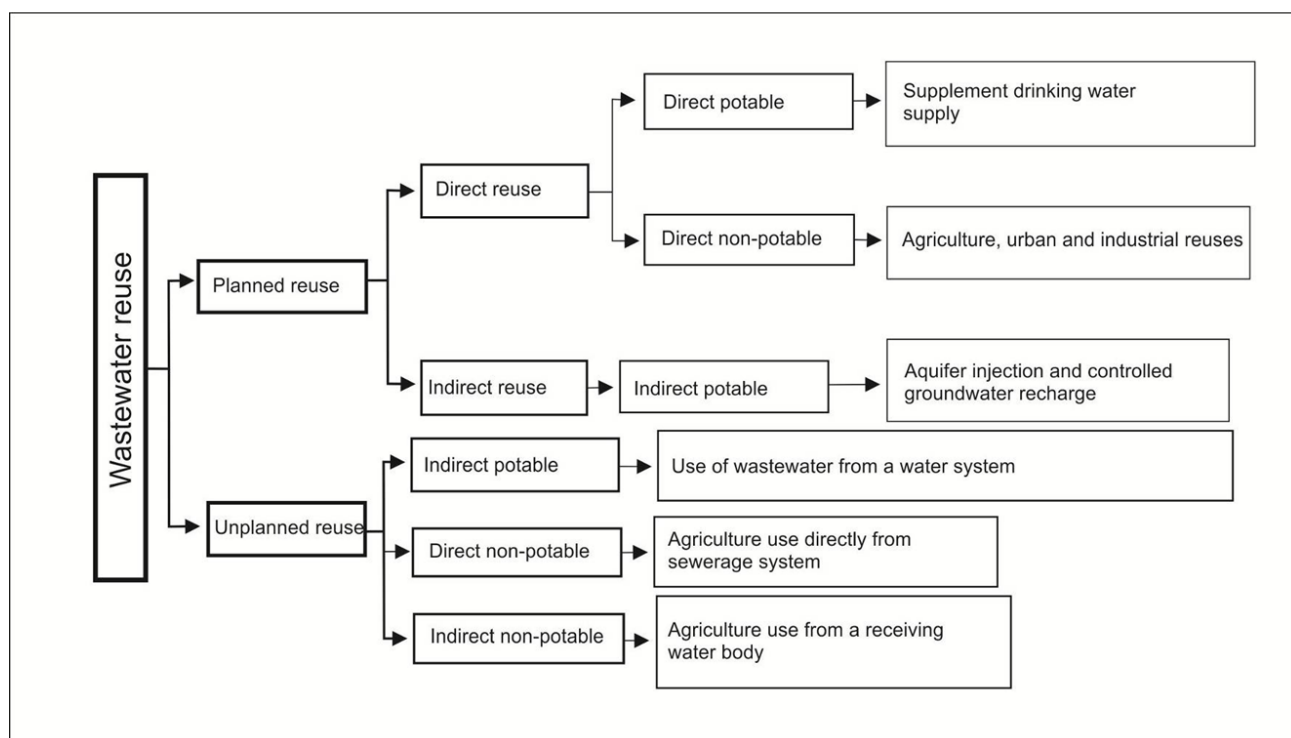 Wastewater reuse
Planned reuse
Direct reuse
Direct potable
Supplement drinking water
supply
Direct non-potable
Agriculture, urban and industrial reuses
Indirect reuse
Indirect potable
Aquifer injection and controlled
groundwater recharge
Unplanned reuse
Indirect potable
Use of wastewater from a water system
Direct non-potable
Agriculture use directly from
sewerage system
Indirect non-potable
Agriculture use from a receiving
water body